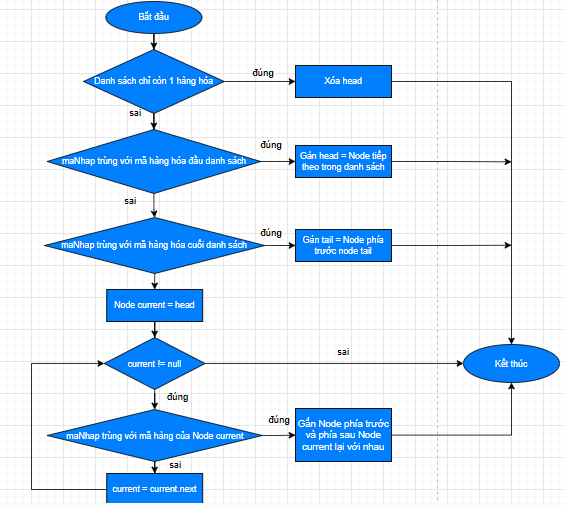 Bắt đầu
Danh sách chỉ còn 1 hàng hóa
đúng
Xóa head
sai
maNhap trùng với mã hàng hóa đầu danh sách
đúng
Gán head = Node tiếp
theo trong danh sách
sai
maNhap trùng với mã hàng hóa cuối danh sách
đúng
Gán tail = Node phía
trước node tail
Node current = head
current != null
sai
Kết thúc
đúng
maNhap trùng với mã hàng của Node current
đúng
Gắn Node phía trước
và phía sau Node
current lại với nhau
sai
current = current.next